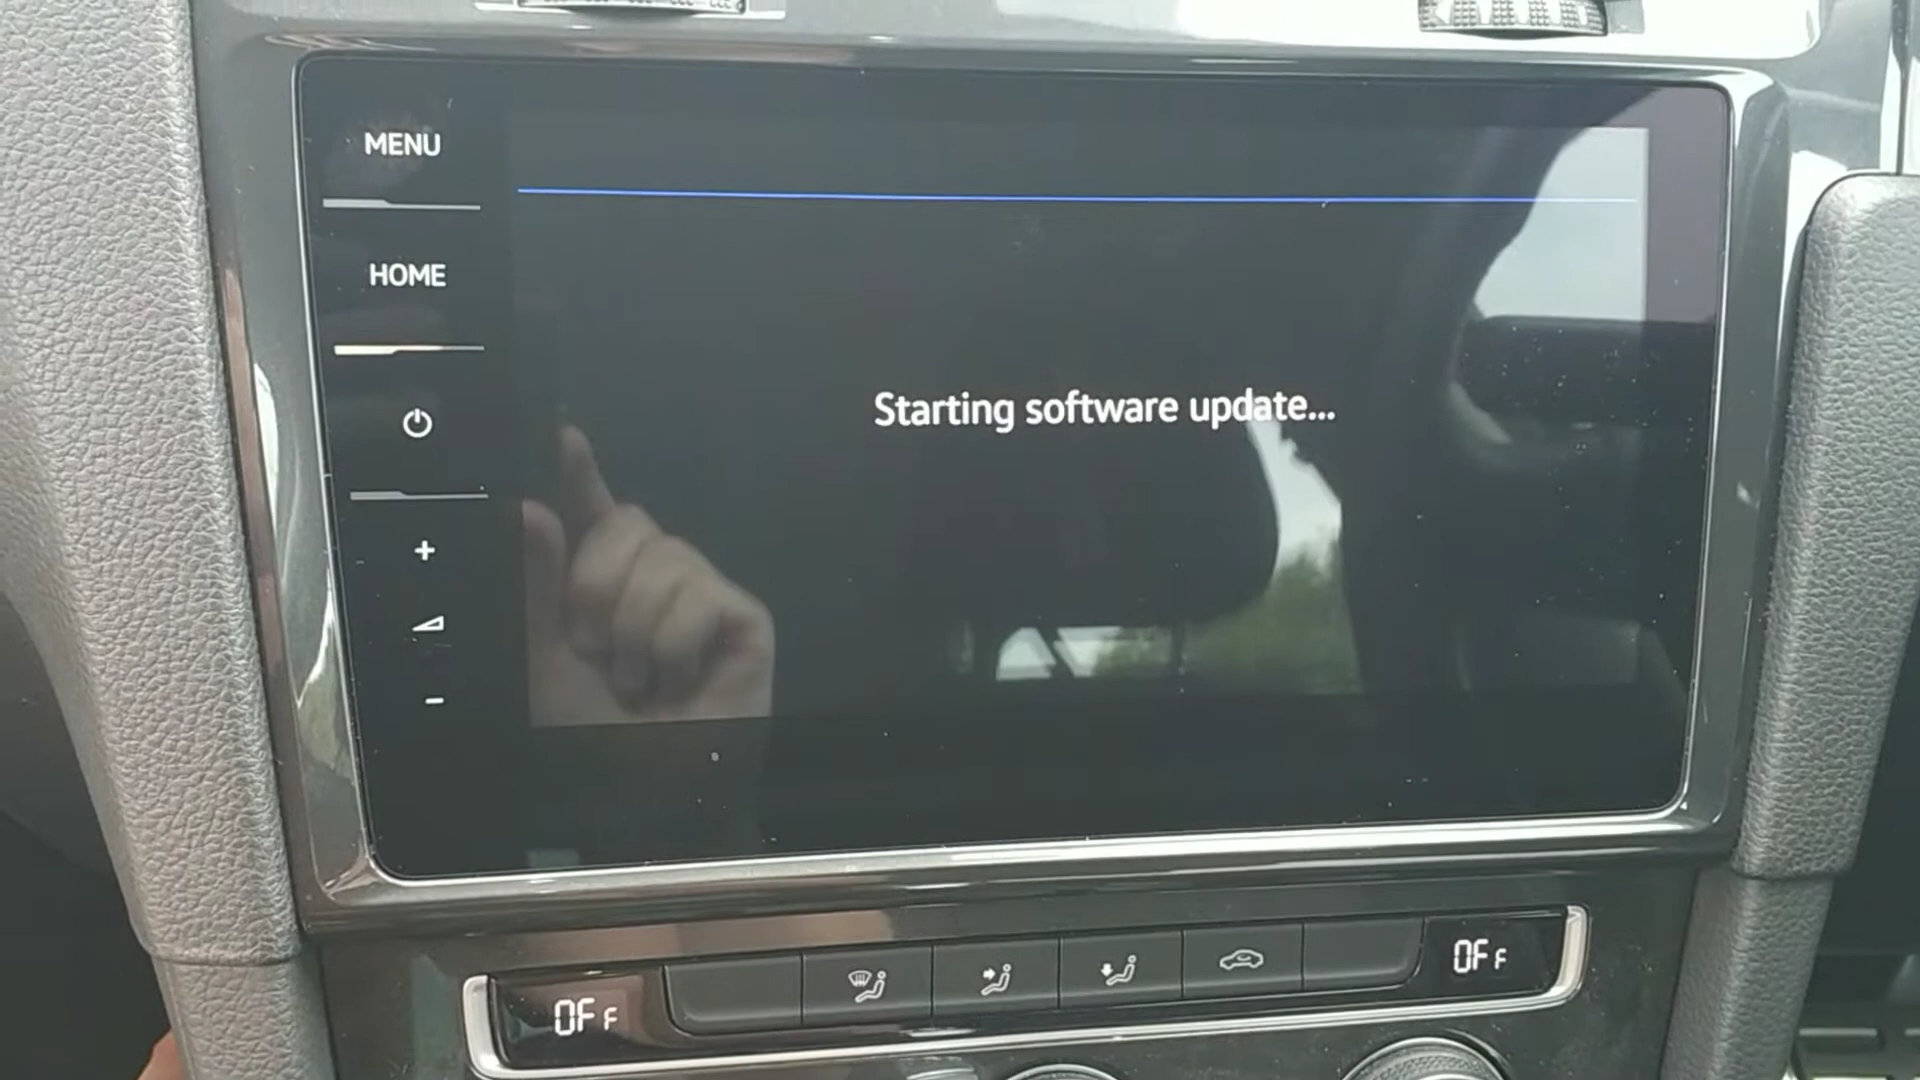 MENU
HOME
Starting software update...
+
-
OFF
OFF